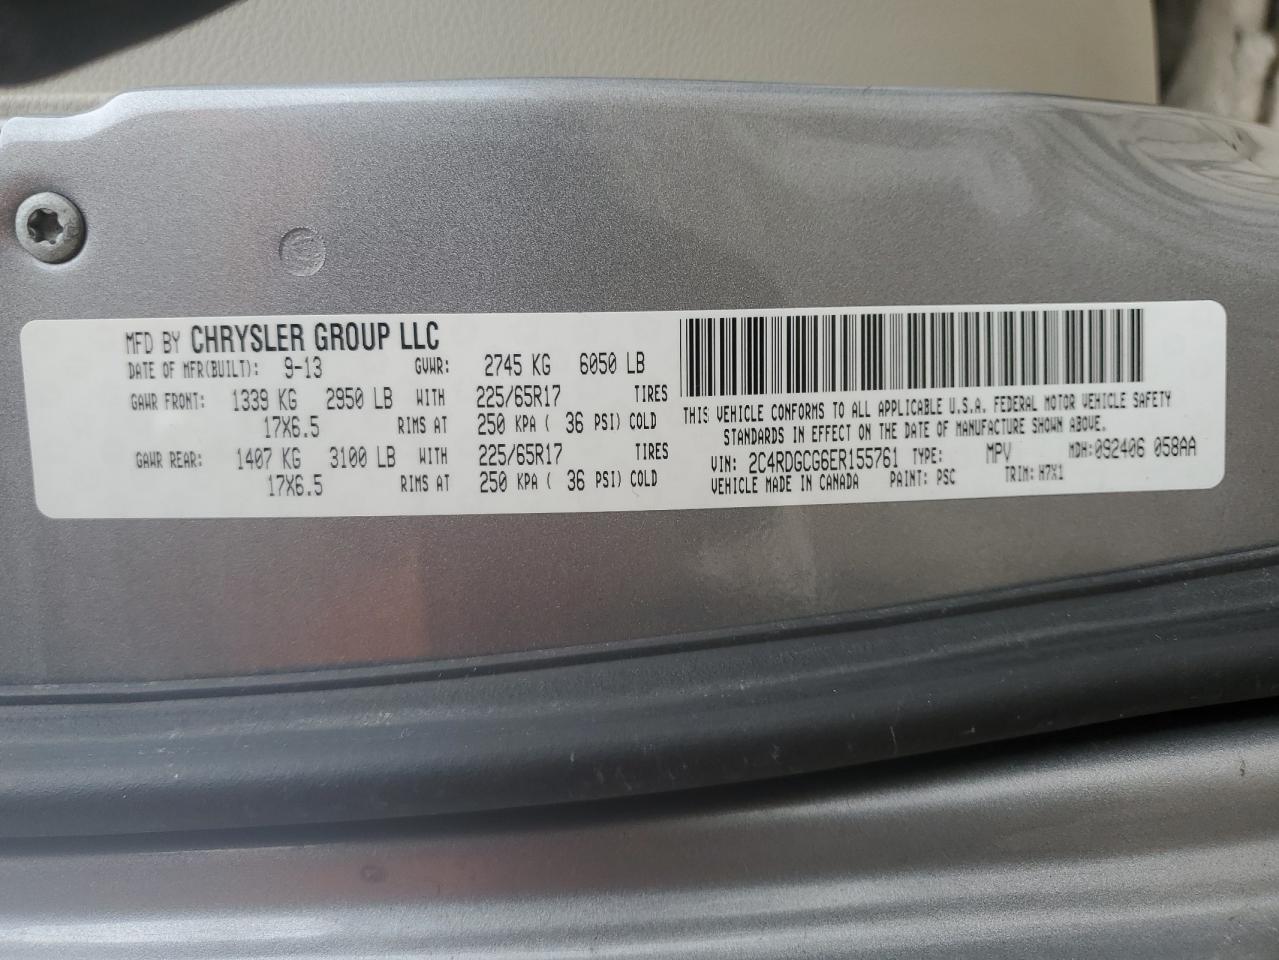 MFD BY CHRYSLER GROUP LLC
DATE OF MFR(BUILT): 9-13 GVWR: 2745 KG 6050 LB
GAWR FRONT: 1339 KG 2950 LB WITH 225/65R17 TIRES
17X6.5 RIMS AT 250 KPA ( 36 PSI) COLD
GAWR REAR: 1407 KG 3100 LB WITH 225/65R17 TIRES
17X6.5 RIMS AT 250 KPA ( 36 PSI) COLD
THIS VEHICLE CONFORMS TO ALL APPLICABLE U.S.A. FEDERAL MOTOR VEHICLE SAFETY
STANDARDS IN EFFECT ON THE DATE OF MANUFACTURE SHOWN ABOVE.
VIN: 2C4RDGCG6ER155761 TYPE: MPV MDH:092406 058AA
VEHICLE MADE IN CANADA PAINT: PSC TRIM: H7X1